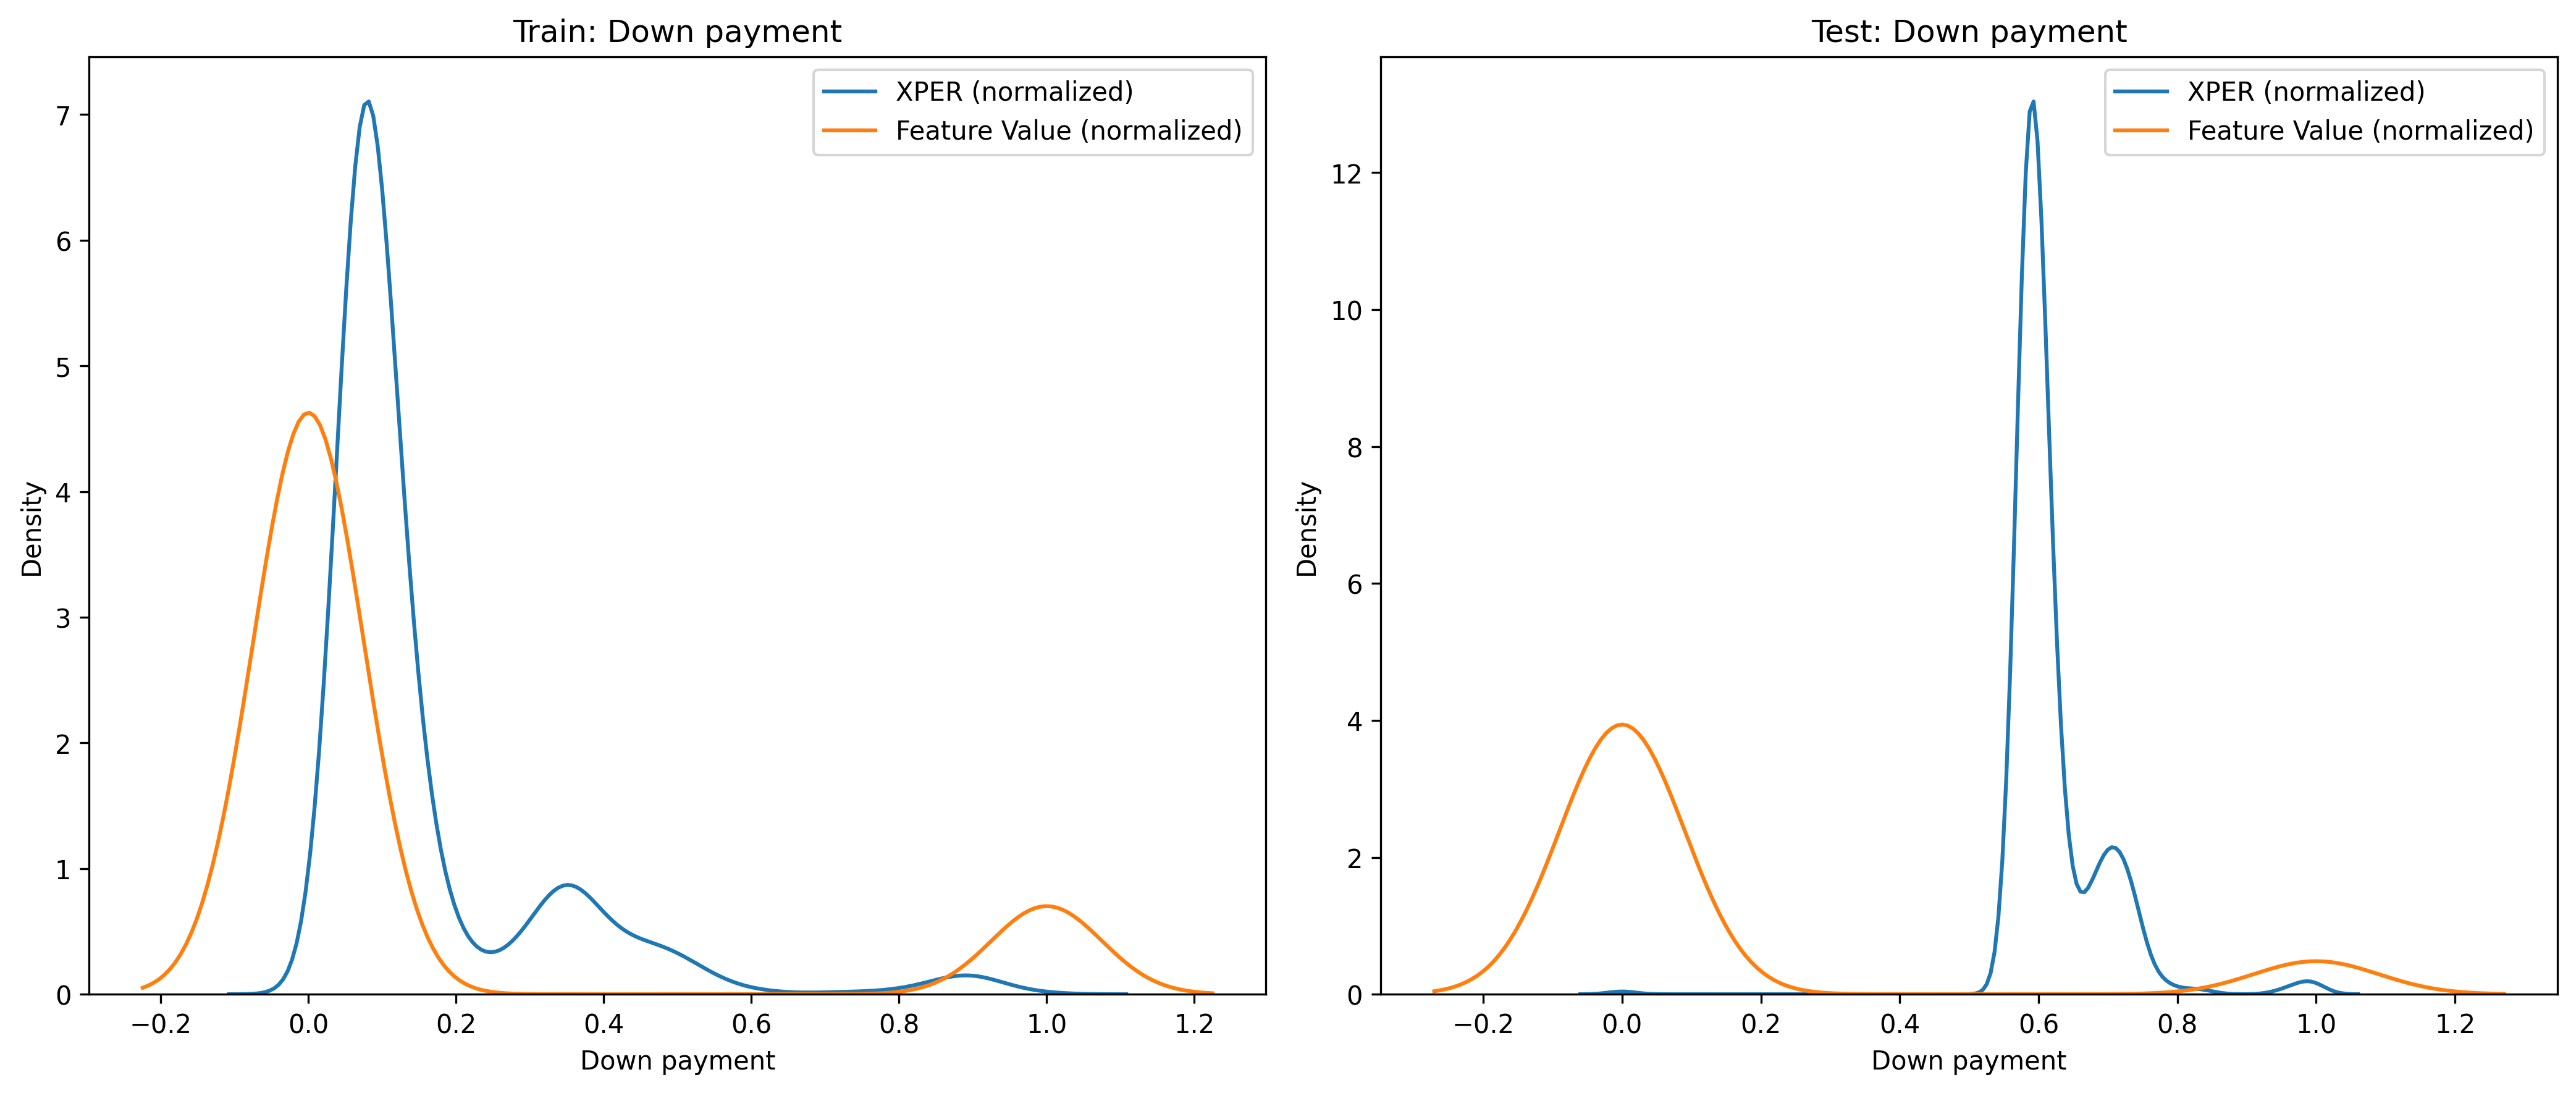 Train: Down payment
XPER (normalized)
Feature Value (normalized)
Density
7
6
5
4
3
2
1
0
−0.2 0.0 0.2 0.4 0.6 0.8 1.0 1.2
Down payment
Test: Down payment
XPER (normalized)
Feature Value (normalized)
Density
12
10
8
6
4
2
0
−0.2 0.0 0.2 0.4 0.6 0.8 1.0 1.2
Down payment